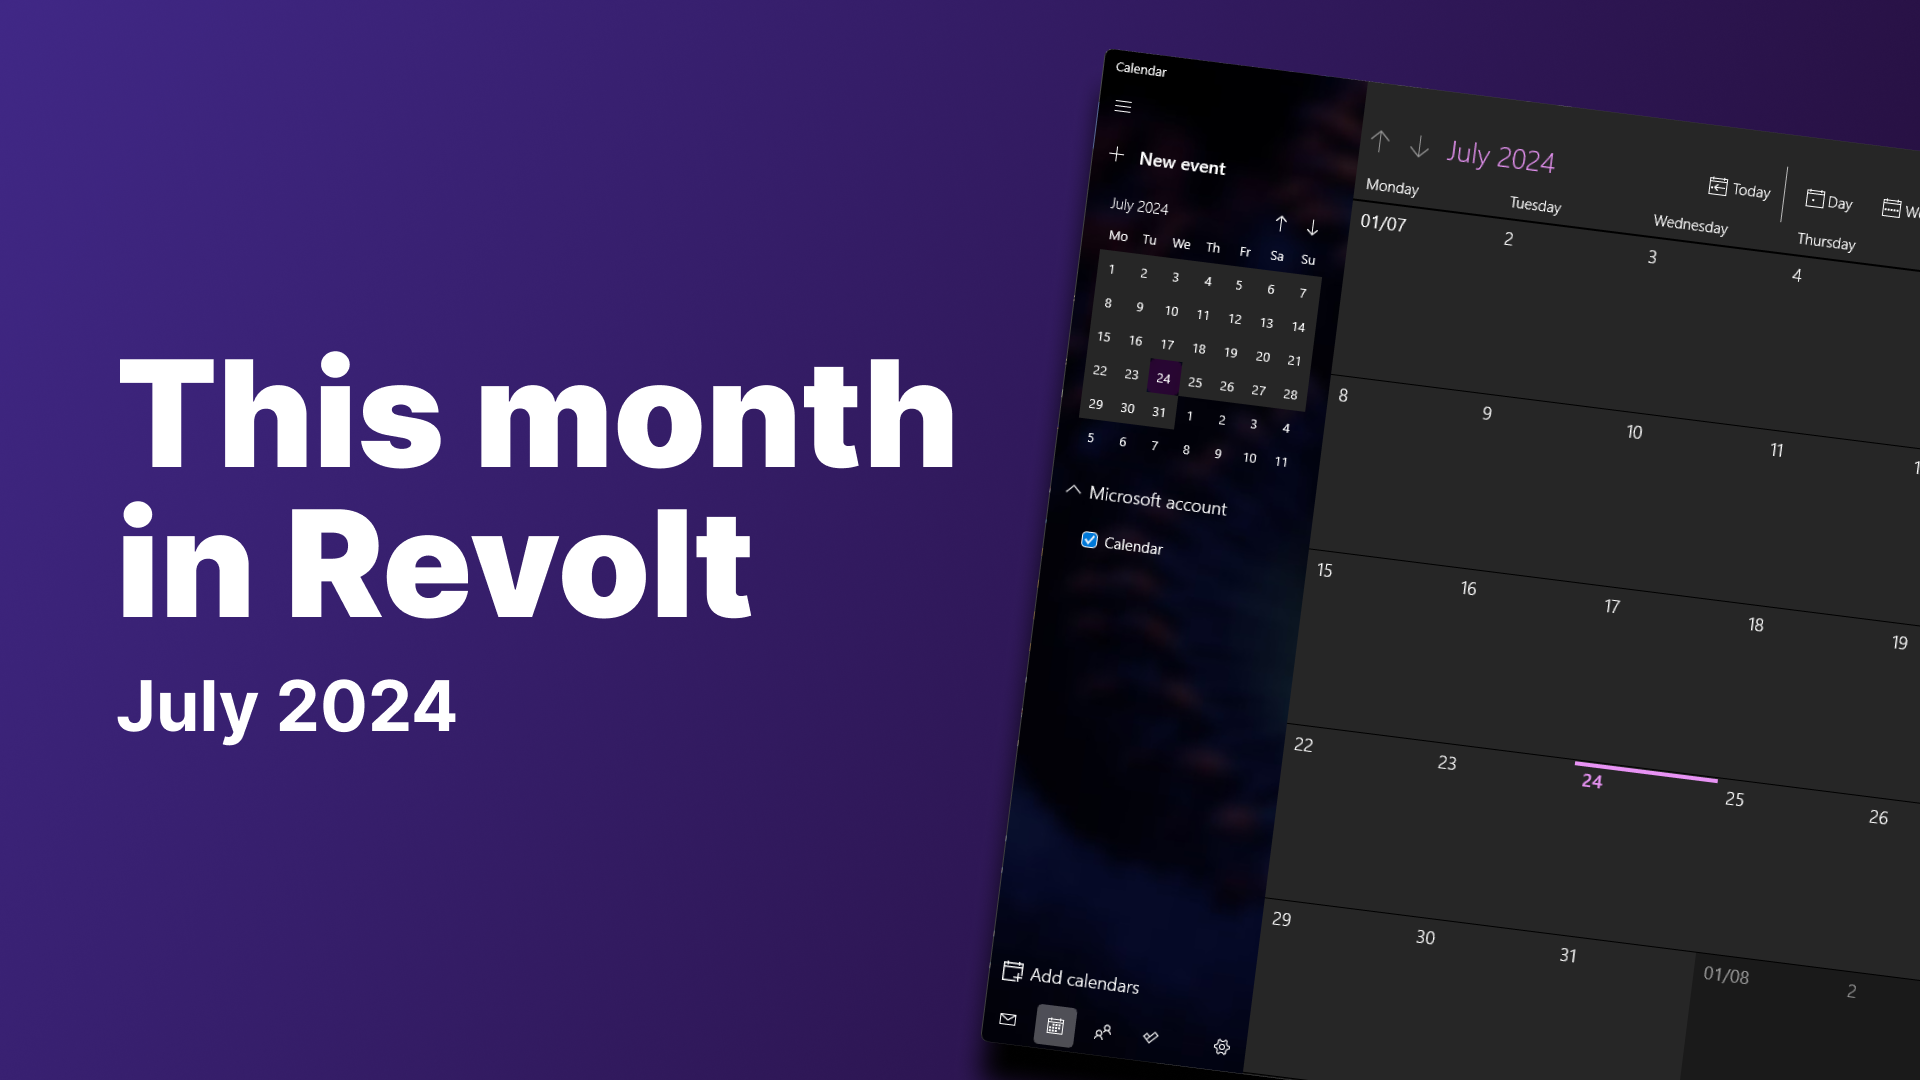 This month
in Revolt
July 2024
Calendar
New event
July 2024
Mo Tu We Th Fr Sa Su
1 2 3 4 5 6 7
8 9 10 11 12 13 14
15 16 17 18 19 20 21
22 23 24 25 26 27 28
29 30 31 1 2 3 4
5 6 7 8 9 10 11
Microsoft account
Calendar
Add calendars
July 2024
Today
Day
Monday Tuesday Wednesday Thursday
01/07 2 3 4
8 9 10 11
15 16 17 18 19
22 23 24 25 26
29 30 31 01/08 2